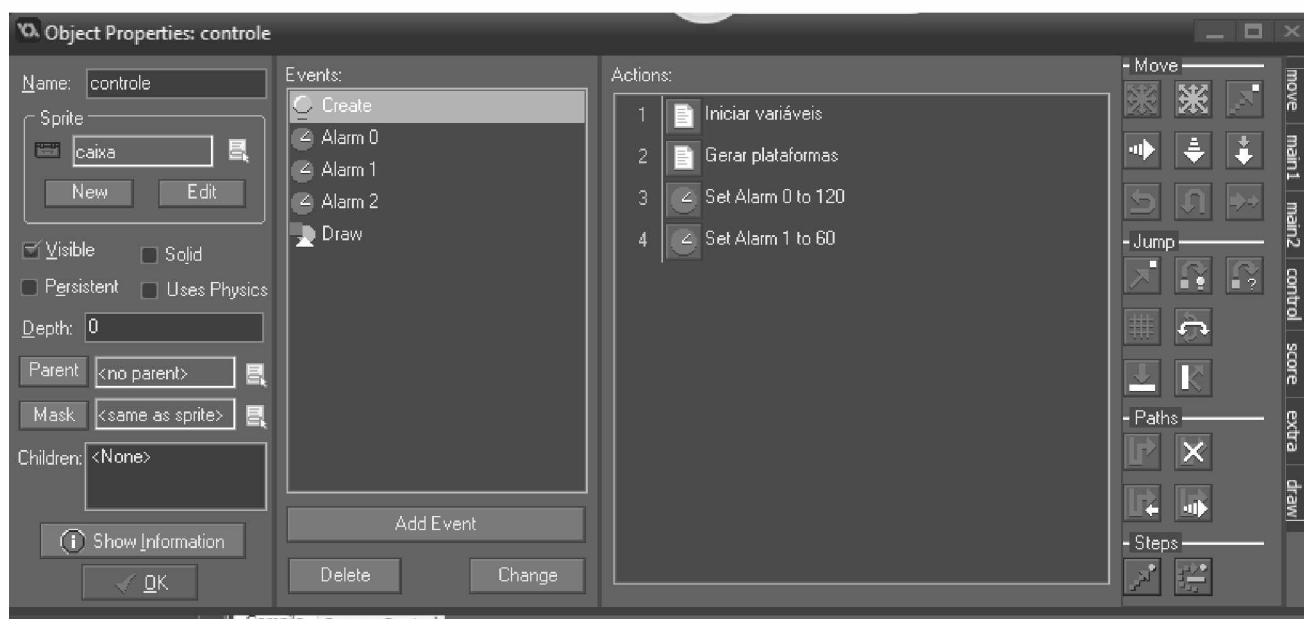 Object Properties: controle
Name: controle
Sprite
caixa
New Edit
Visible Solid
Persistent Uses Physics
Depth: 0
Parent <no parent>
Mask <same as sprite>
Children: <None>
Show Information
OK
Events:
Create
Alarm 0
Alarm 1
Alarm 2
Draw
Add Event
Delete Change
Actions:
1 Iniciar variáveis
2 Gerar plataformas
3 Set Alarm 0 to 120
4 Set Alarm 1 to 60
Move
Jump
Paths
Steps
move
main1
main2
control
score
extra
draw